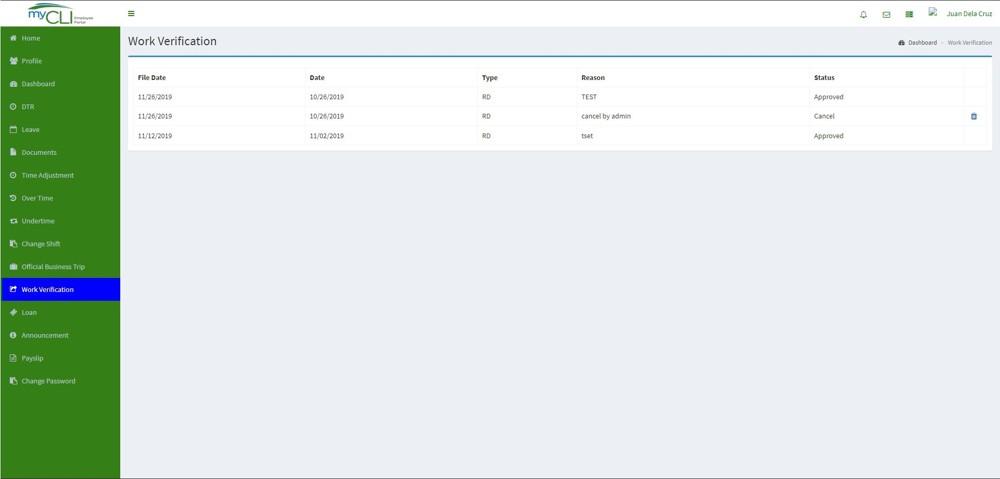 myCLI Employee Portal
Juan Dela Cruz
Home
Profile
Dashboard
DTR
Leave
Documents
Time Adjustment
Over Time
Undertime
Change Shift
Official Business Trip
Work Verification
Loan
Announcement
Payslip
Change Password
Work Verification
Dashboard > Work Verification
File Date Date Type Reason Status
11/26/2019 10/26/2019 RD TEST Approved
11/26/2019 10/26/2019 RD cancel by admin Cancel
11/12/2019 11/02/2019 RD tset Approved